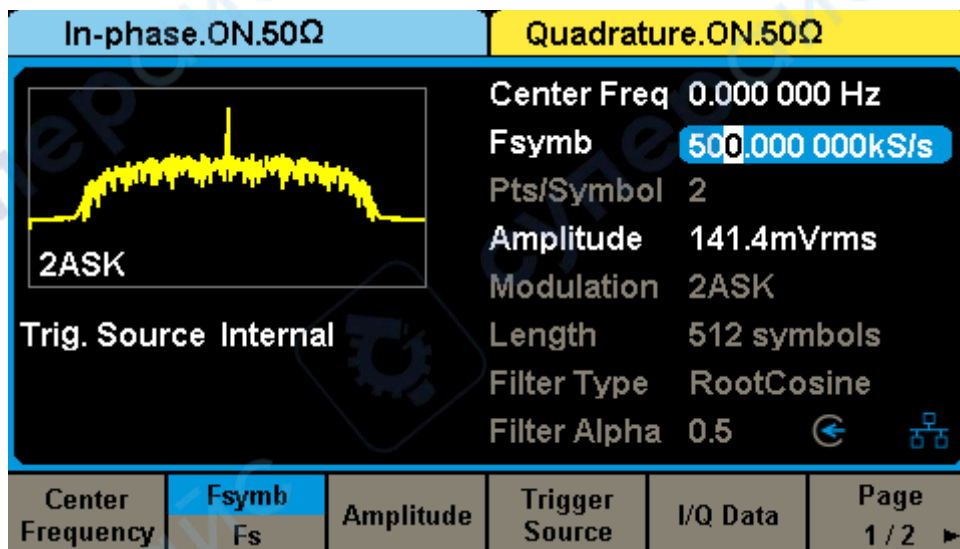 In-phase.ON.50Ω
Quadrature.ON.50Ω
Center Freq 0.000 000 Hz
Fsymb 500.000 000kS/s
Pts/Symbol 2
Amplitude 141.4mVrms
Modulation 2ASK
Length 512 symbols
Filter Type RootCosine
Filter Alpha 0.5
2ASK
Trig. Source Internal
Center Frequency
Fsymb
Fs
Amplitude
Trigger Source
I/Q Data
Page
1/2 ►